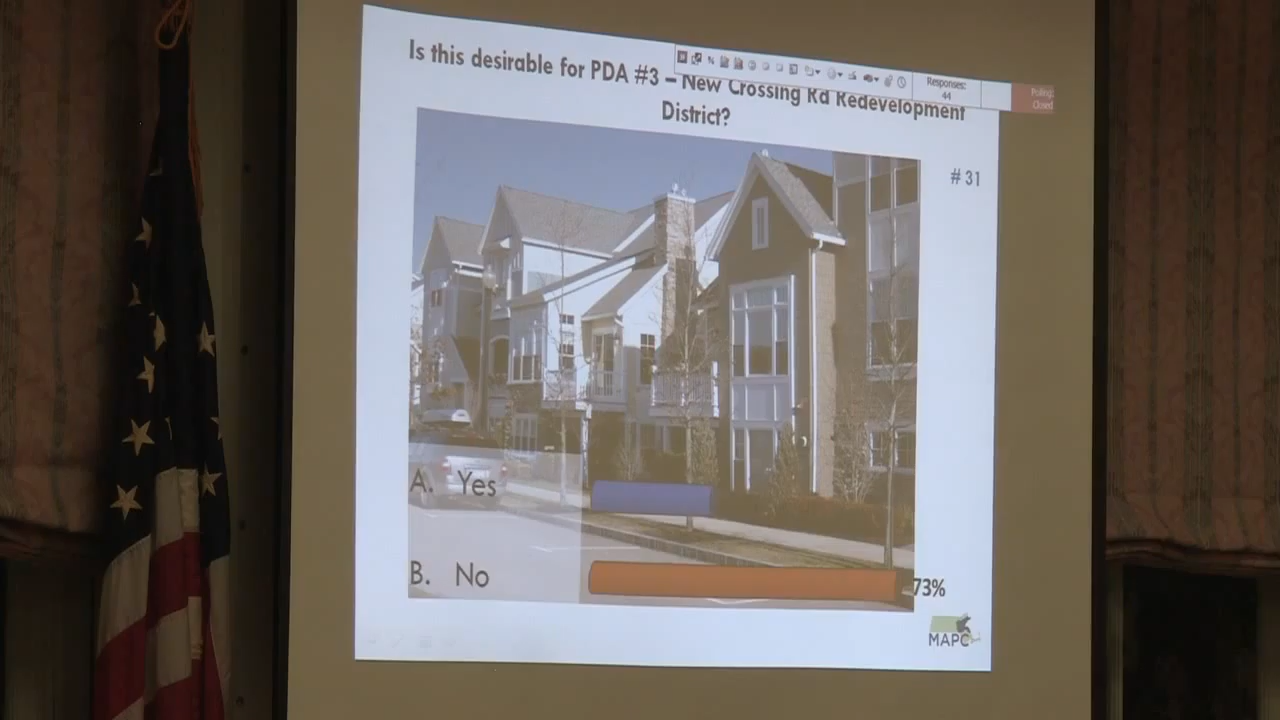 Is this desirable for PDA #3 – New Crossing Rd Redevelopment
District?
Responses:
44
Polling
Closed
#31
A. Yes
B. No
73%
MAPC